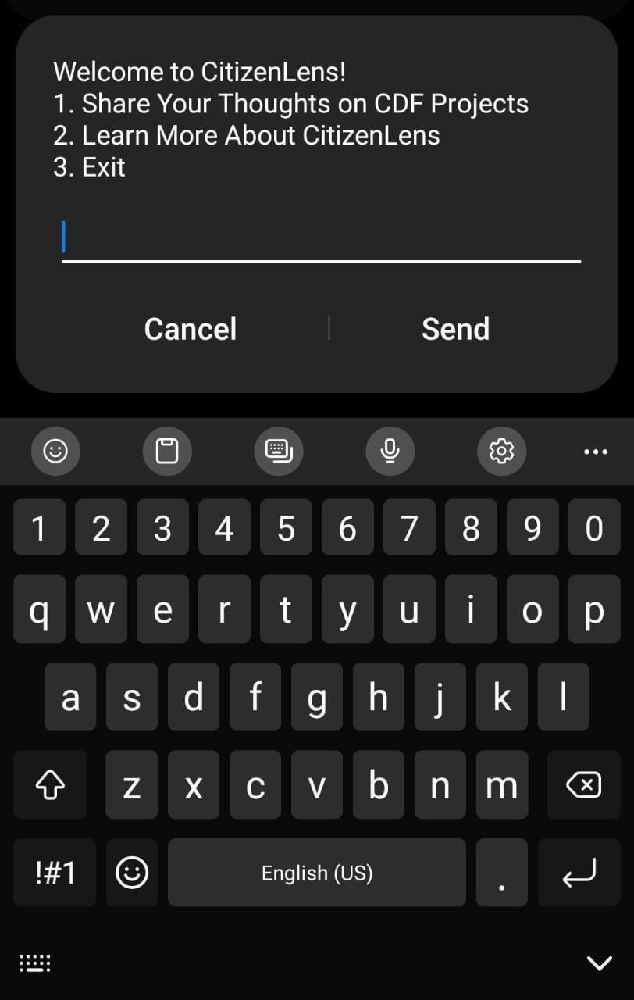 Welcome to CitizenLens!
1. Share Your Thoughts on CDF Projects
2. Learn More About CitizenLens
3. Exit
Cancel | Send
1 2 3 4 5 6 7 8 9 0
q w e r t y u i o p
a s d f g h j k l
z x c v b n m
!#1 English (US) .